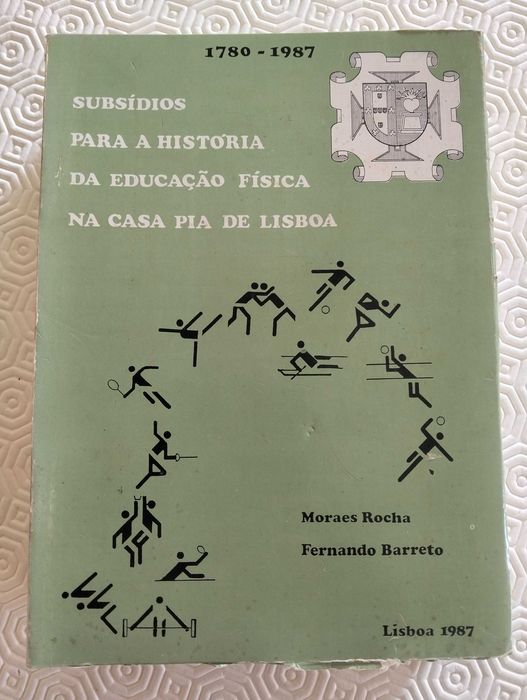 1780 - 1987
SUBSÍDIOS
PARA A HISTÓRIA
DA EDUCAÇÃO FÍSICA
NA CASA PIA DE LISBOA
Moraes Rocha
Fernando Barreto
Lisboa 1987